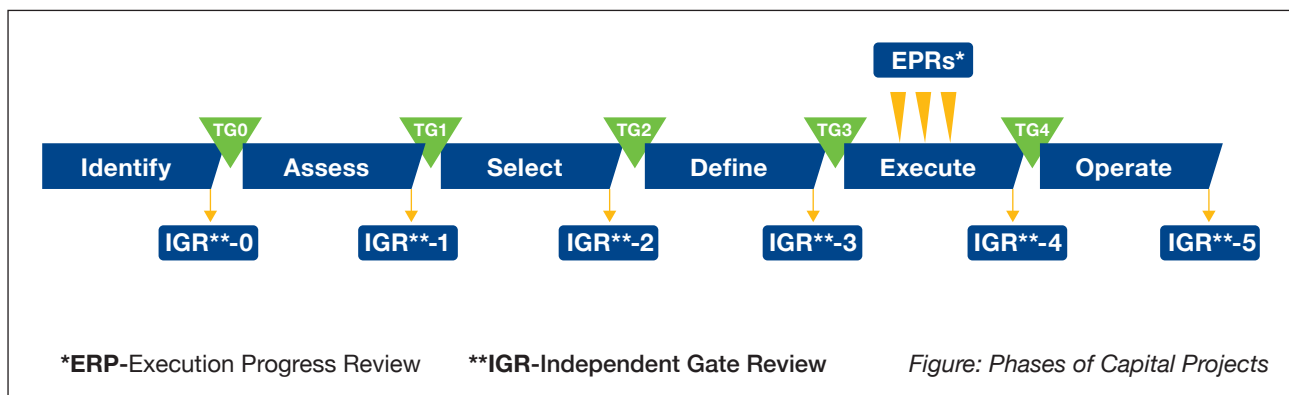 EPRs*
TG0 TG1 TG2 TG3 TG4
Identify Assess Select Define Execute Operate
IGR**-0 IGR**-1 IGR**-2 IGR**-3 IGR**-4 IGR**-5
*ERP-Execution Progress Review **IGR-Independent Gate Review Figure: Phases of Capital Projects